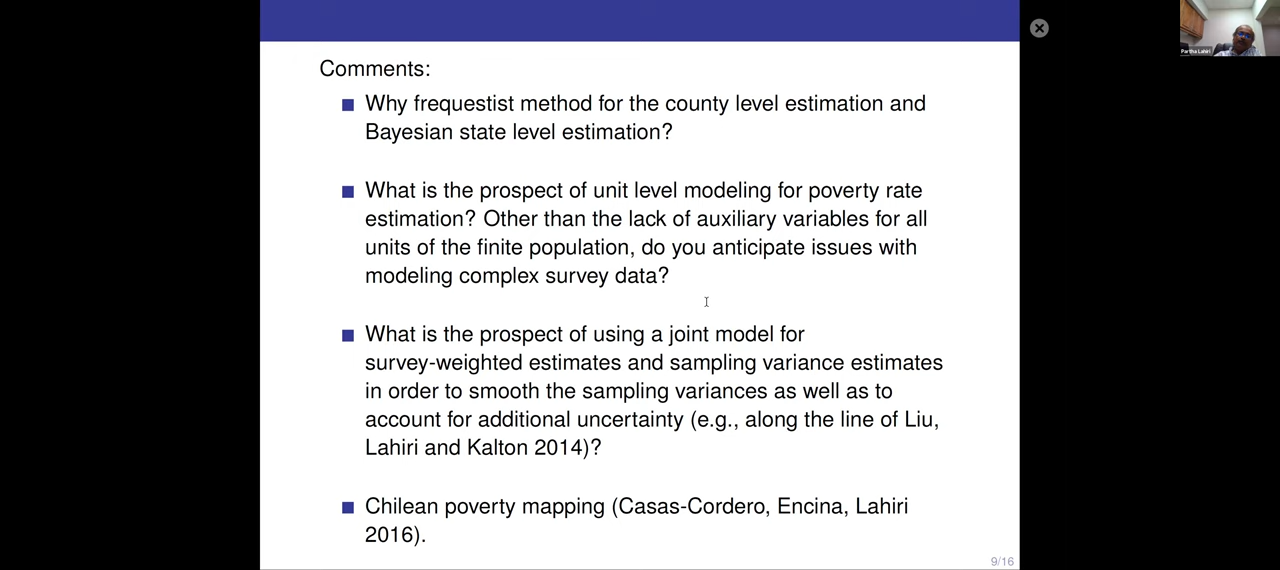 Comments:
Why frequestist method for the county level estimation and
Bayesian state level estimation?
What is the prospect of unit level modeling for poverty rate
estimation? Other than the lack of auxiliary variables for all
units of the finite population, do you anticipate issues with
modeling complex survey data?
What is the prospect of using a joint model for
survey-weighted estimates and sampling variance estimates
in order to smooth the sampling variances as well as to
account for additional uncertainty (e.g., along the line of Liu,
Lahiri and Kalton 2014)?
Chilean poverty mapping (Casas-Cordero, Encina, Lahiri
2016).
9/16
Partha Lahiri